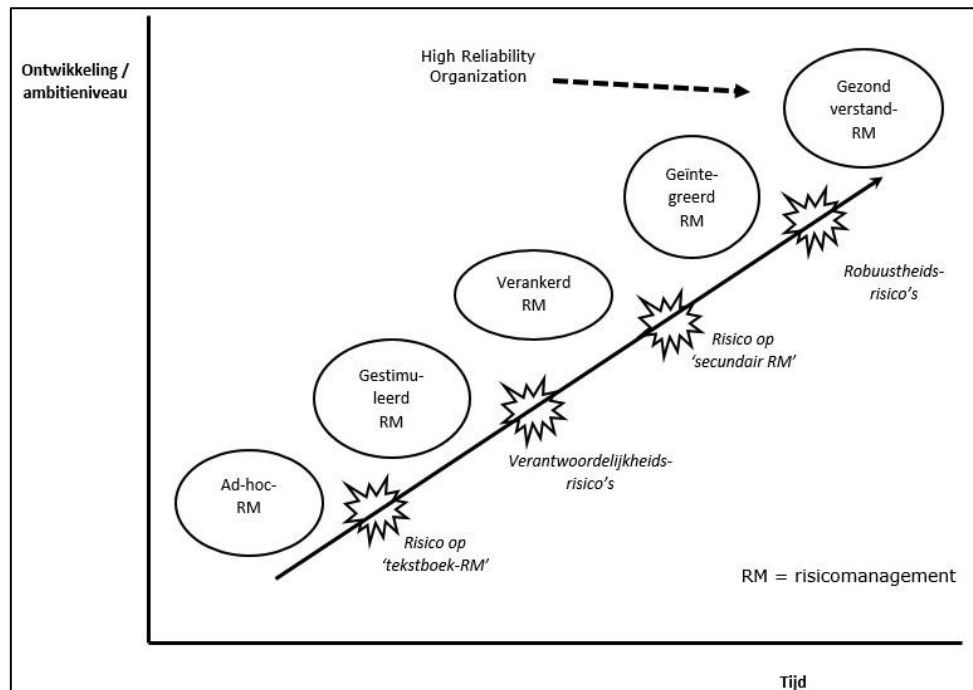 Ontwikkeling /
ambitieniveau
High Reliability
Organization
Gezond
verstand-
RM
Geïnte-
greerd
RM
Robuustheids-
risico's
Verankerd
RM
Risico op
'secundair RM'
Gestimu-
leerd
RM
Verantwoordelijkheids-
risico's
Ad-hoc-
RM
Risico op
'tekstboek-RM'
RM = risicomanagement
Tijd